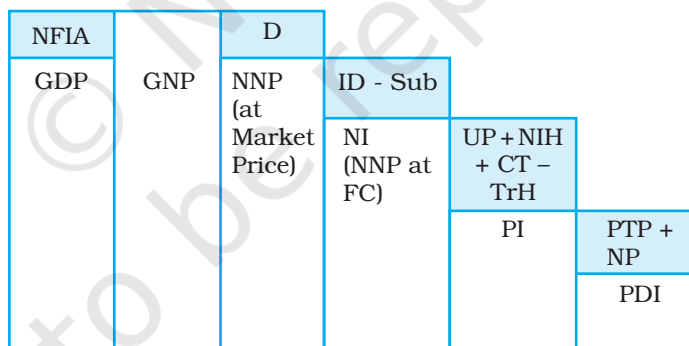 NFIA
D
GDP
GNP
NNP
(at
Market
Price)
ID - Sub
NI
(NNP at
FC)
UP + NIH
+ CT –
TrH
PI
PTP +
NP
PDI